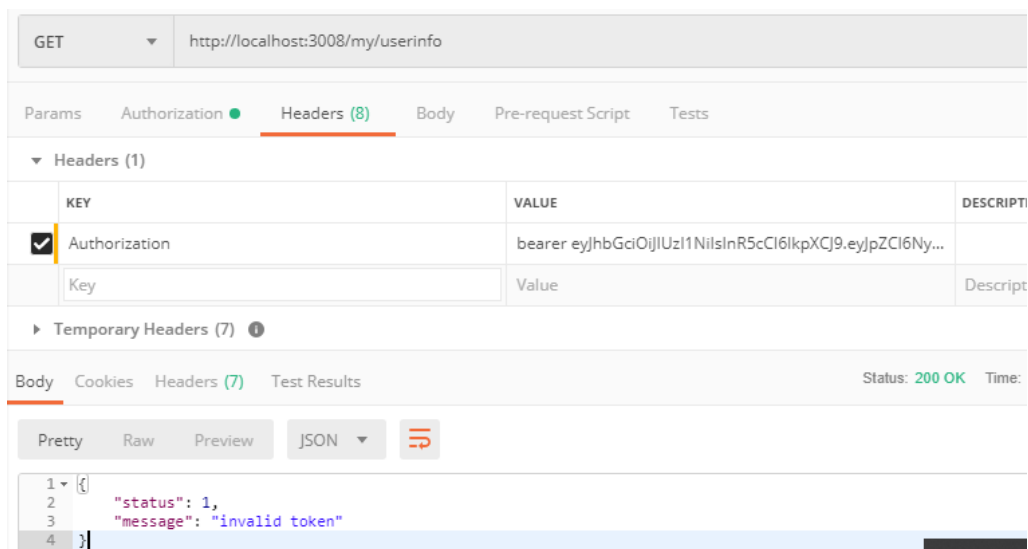 GET http://localhost:3008/my/userinfo
Params Authorization Headers (8) Body Pre-request Script Tests
Headers (1)
KEY VALUE DESCRIPTI
Authorization bearer eyJhbGciOiJIUzI1NiIsInR5cCI6IkpXCJ9.eyJpZCI6Ny...
Key Value Descript
Temporary Headers (7)
Body Cookies Headers (7) Test Results Status: 200 OK Time:
Pretty Raw Preview JSON
1 {
2 "status": 1,
3 "message": "invalid token"
4 }